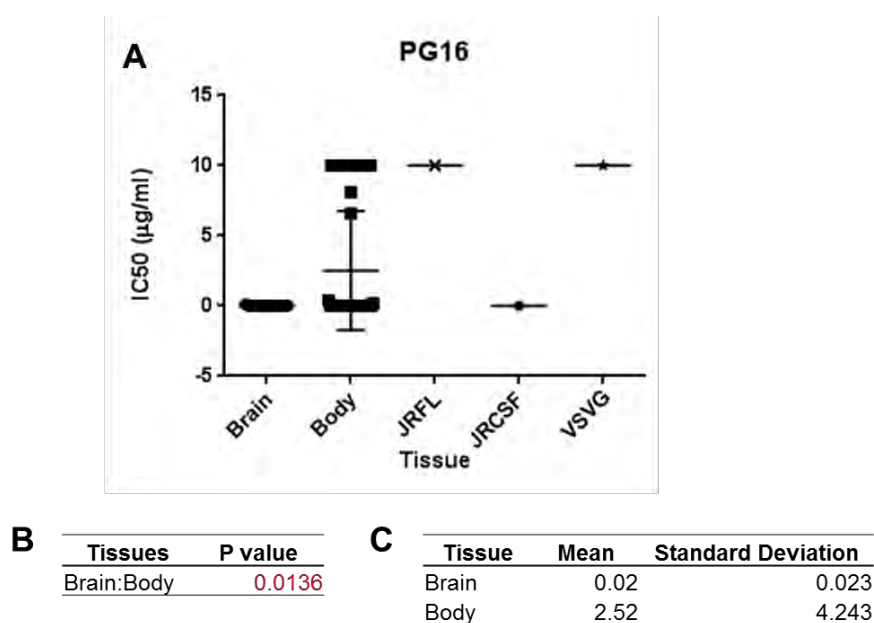 A
PG16
15
10
5
0
-5
IC50 (µg/ml)
Brain
Body
JRFL
JRCSF
VSVG
Tissue
B
Tissues P value
Brain:Body 0.0136
C
Tissue Mean Standard Deviation
Brain 0.02 0.023
Body 2.52 4.243